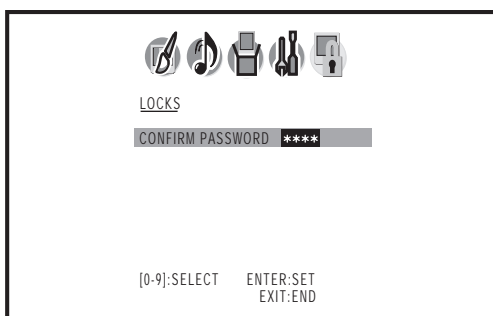 LOCKS
CONFIRM PASSWORD ****
[0-9]:SELECT ENTER:SET
EXIT:END